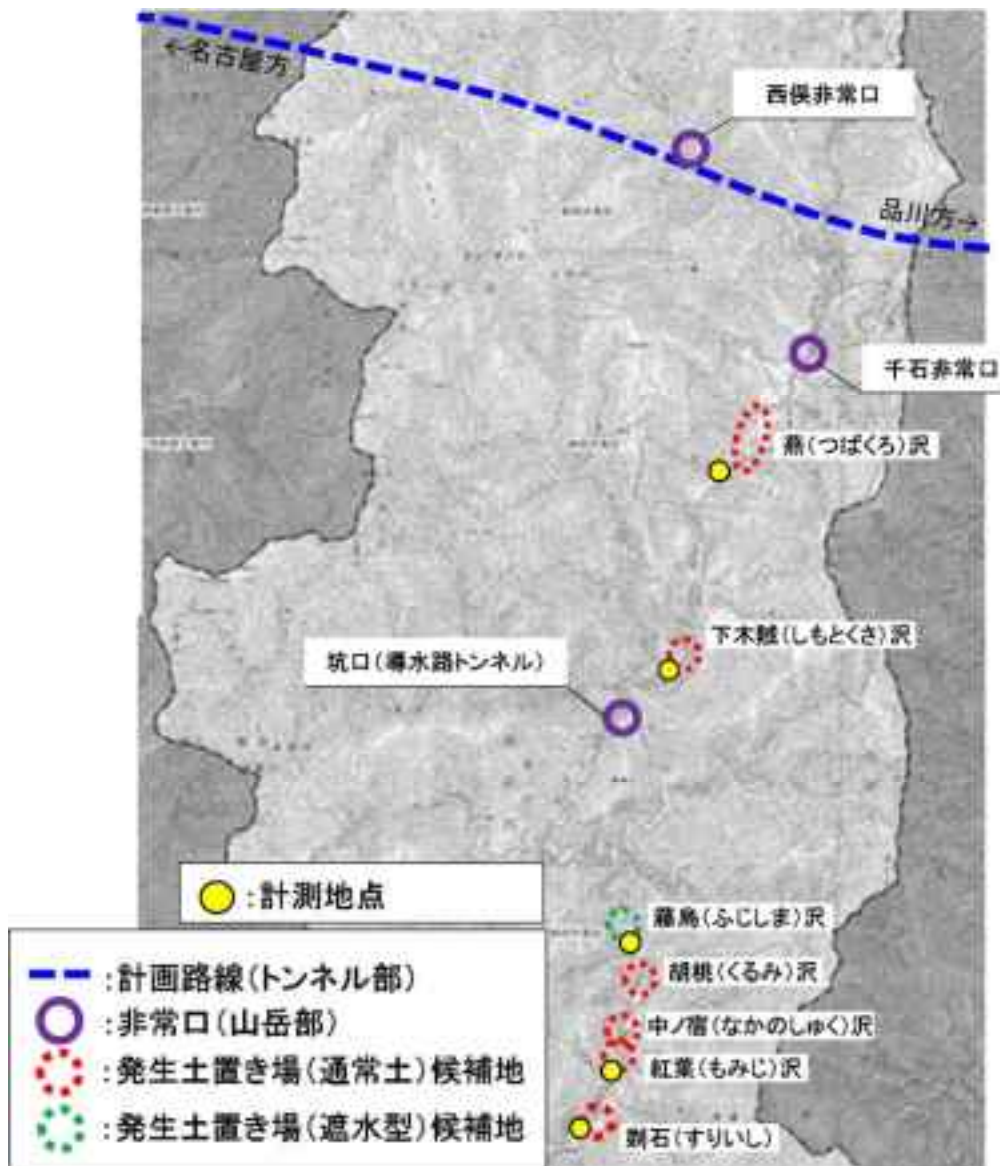 ←名古屋方
西俣非常口
品川方→
千石非常口
燕(つばくろ)沢
下木賊(しもとくさ)沢
坑口(導水路トンネル)
:計測地点
藤島(ふじしま)沢
胡桃(くるみ)沢
中ノ宿(なかのしゅく)沢
紅葉(もみじ)沢
剃石(すりいし)
:計画路線(トンネル部)
:非常口(山岳部)
:発生土置き場(通常土)候補地
:発生土置き場(遮水型)候補地